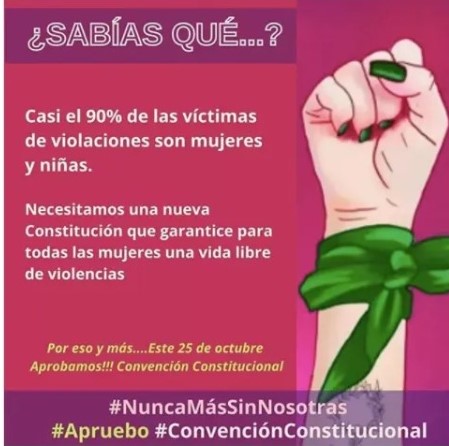 ¿SABÍAS QUÉ...?
Casi el 90% de las víctimas
de violaciones son mujeres
y niñas.
Necesitamos una nueva
Constitución que garantice para
todas las mujeres una vida libre
de violencias
Por eso y más....Este 25 de octubre
Aprobamos!!! Convención Constitucional
#NuncaMásSinNosotras
#Apruebo #ConvenciónConstitucional